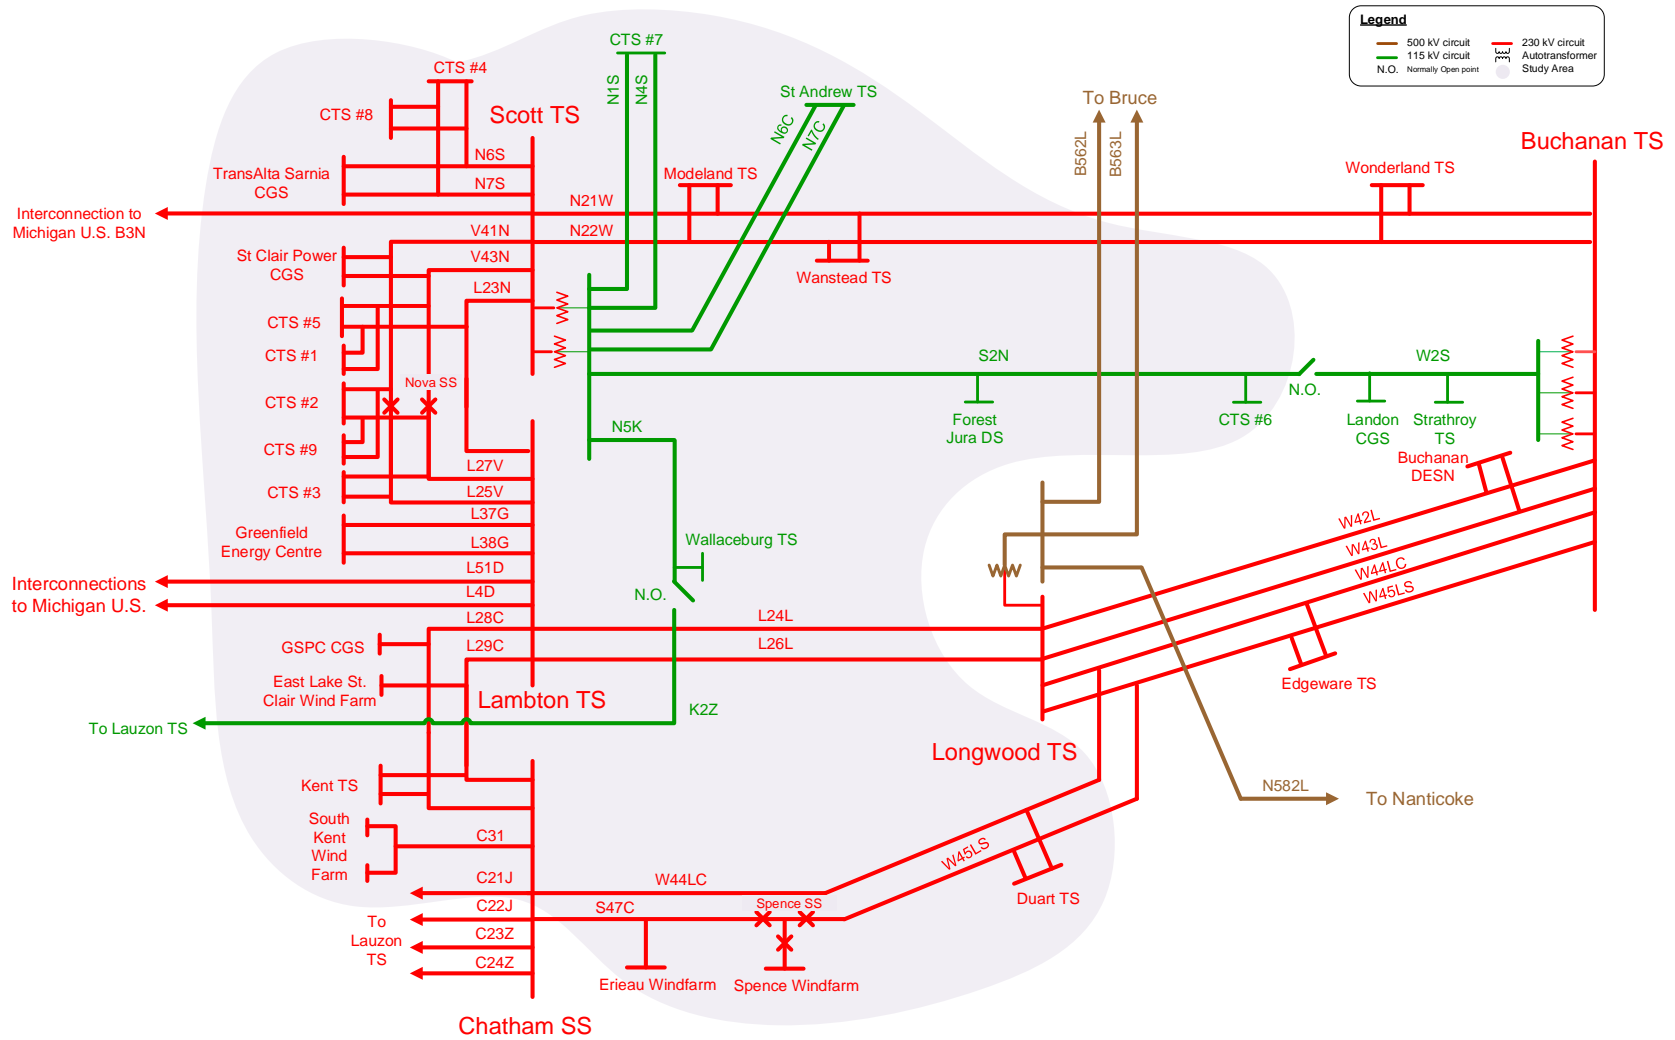 Legend
500 kV circuit
230 kV circuit
115 kV circuit
Autotransformer
N.O.
Normally Open point
Study Area
CTS #7
CTS #4
N1S
N4S
St Andrew TS
To Bruce
CTS #8
Scott TS
N6C
N7C
B562L
B563L
Buchanan TS
N6S
TransAlta Sarnia
CGS
N7S
Modeland TS
Wonderland TS
Interconnection to
Michigan U.S. B3N
N21W
V41N
N22W
St Clair Power
CGS
V43N
Wanstead TS
L23N
CTS #5
CTS #1
S2N
W2S
Nova SS
N.O.
CTS #2
Forest
Jura DS
CTS #6
Landon
CGS
Strathroy
TS
N5K
CTS #9
Buchanan
DESN
L27V
CTS #3
L25V
L37G
Greenfield
Energy Centre
L38G
W42L
Wallaceburg TS
W43L
L51D
Interconnections
to Michigan U.S.
W44LC
L4D
N.O.
W45LS
L28C
L24L
GSPC CGS
L29C
L26L
East Lake St.
Clair Wind Farm
Lambton TS
Edgeware TS
K2Z
To Lauzon TS
Longwood TS
Kent TS
N582L
To Nanticoke
South
Kent
Wind
Farm
C31
W45LS
C21J
W44LC
Duart TS
C22J
S47C
Spence SS
To
Lauzon
TS
C23Z
C24Z
Erieau Windfarm
Spence Windfarm
Chatham SS